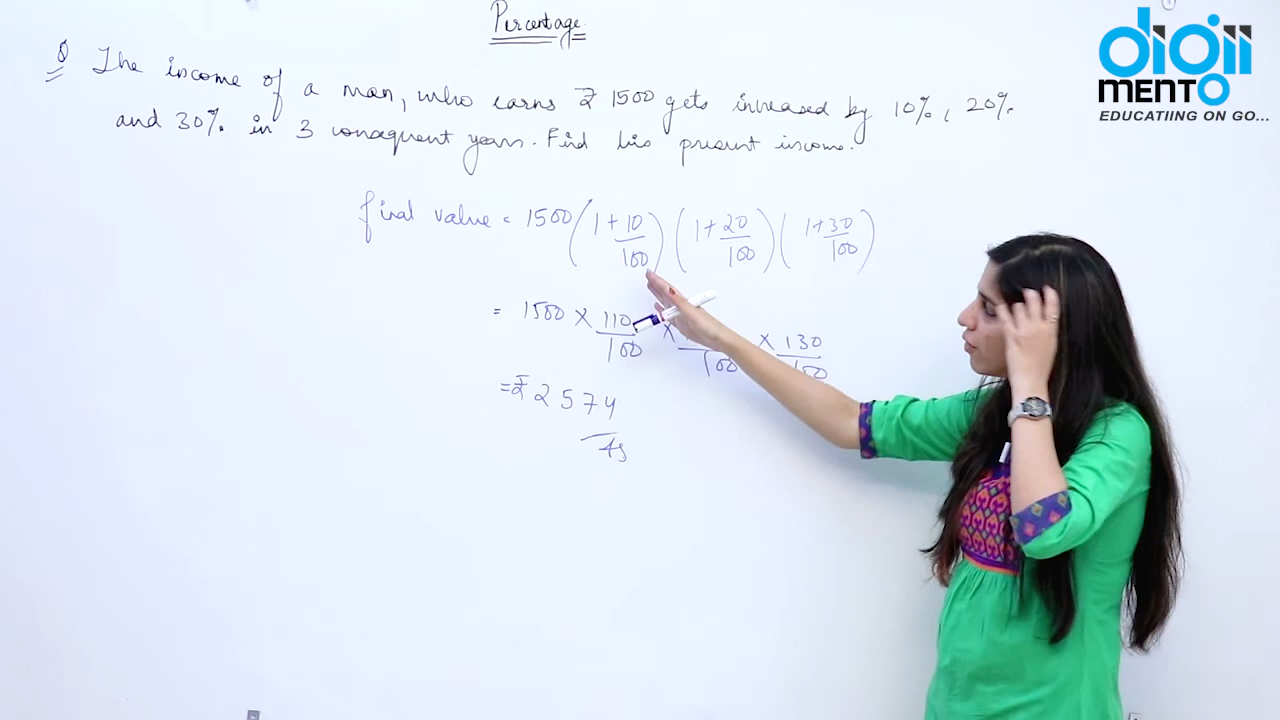 Percentage
Q The income of a man, who earns ₹ 1500 gets increased by 10%, 20%
and 30% in 3 consequent years. Find his present income.
final value = 1500 (1+10/100) (1+20/100) (1+30/100)
= 1500 × 110/100 × /100 × 130/100
= ₹ 2574
digii
MENTO
EDUCATIING ON GO...